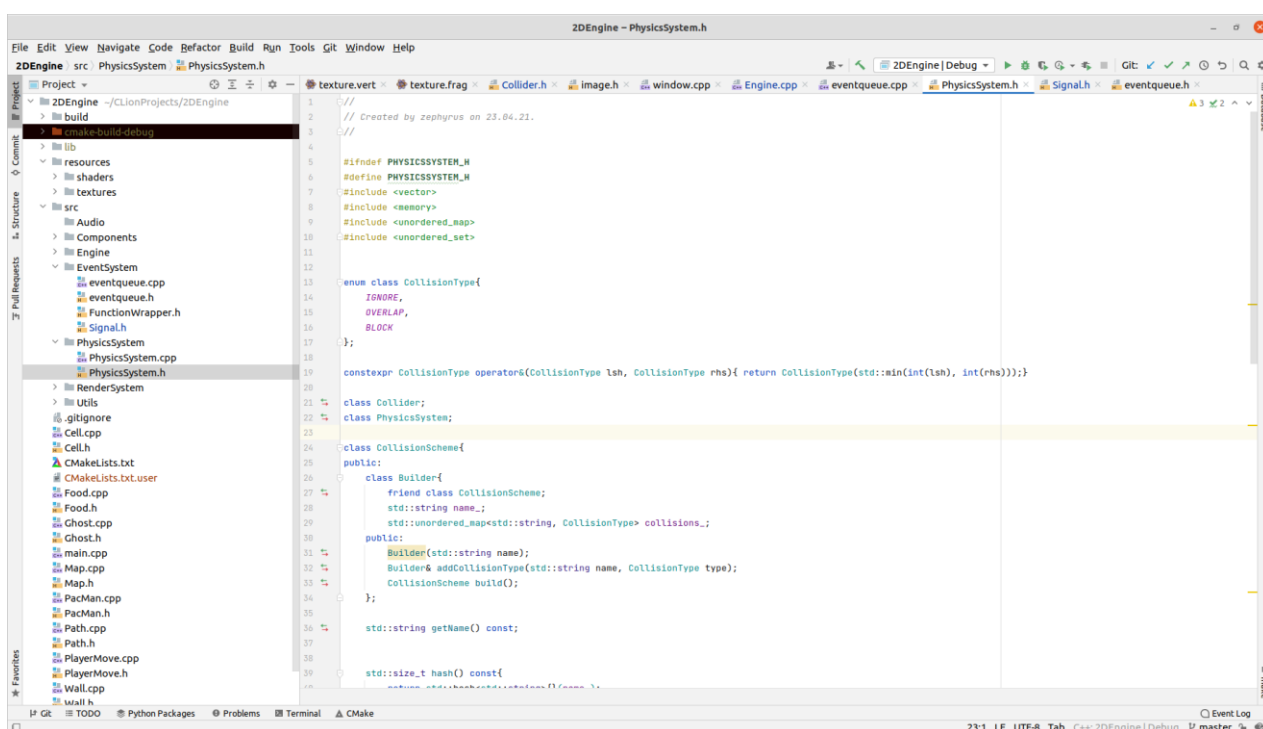 2DEngine – PhysicsSystem.h
File Edit View Navigate Code Refactor Build Run Tools Git Window Help
2DEngine src PhysicsSystem PhysicsSystem.h
2DEngine | Debug Git:
Project
texture.vert texture.frag Collider.h image.h window.cpp Engine.cpp eventqueue.cpp PhysicsSystem.h Signal.h eventqueue.h
Project
Commit
Structure
Pull Requests
Favorites
2DEngine ~/CLionProjects/2DEngine
build
cmake-build-debug
lib
resources
shaders
textures
src
Audio
Components
Engine
EventSystem
eventqueue.cpp
eventqueue.h
FunctionWrapper.h
Signal.h
PhysicsSystem
PhysicsSystem.cpp
PhysicsSystem.h
RenderSystem
Utils
.gitignore
Cell.cpp
Cell.h
CMakeLists.txt
CMakeLists.txt.user
Food.cpp
Food.h
Ghost.cpp
Ghost.h
main.cpp
Map.cpp
Map.h
PacMan.cpp
PacMan.h
Path.cpp
Path.h
PlayerMove.cpp
PlayerMove.h
Wall.cpp
Wall.h
3 2
1 //
2 // Created by zephyrus on 23.04.21.
3 //
4
5 #ifndef PHYSICSSYSTEM_H
6 #define PHYSICSSYSTEM_H
7 #include <vector>
8 #include <memory>
9 #include <unordered_map>
10 #include <unordered_set>
11
12
13 enum class CollisionType{
14 IGNORE,
15 OVERLAP,
16 BLOCK
17 };
18
19 constexpr CollisionType operator&(CollisionType lsh, CollisionType rhs){ return CollisionType(std::min(int(lsh), int(rhs)));}
20
21 class Collider;
22 class PhysicsSystem;
23
24 class CollisionScheme{
25 public:
26 class Builder{
27 friend class CollisionScheme;
28 std::string name_;
29 std::unordered_map<std::string, CollisionType> collisions_;
30 public:
31 Builder(std::string name);
32 Builder& addCollisionType(std::string name, CollisionType type);
33 CollisionScheme build();
34 };
35
36 std::string getName() const;
37
38
39 std::size_t hash() const{
Git TODO Python Packages Problems Terminal CMake Event Log
23:1 LF UTF-8 Tab C++: 2DEngine | Debug master